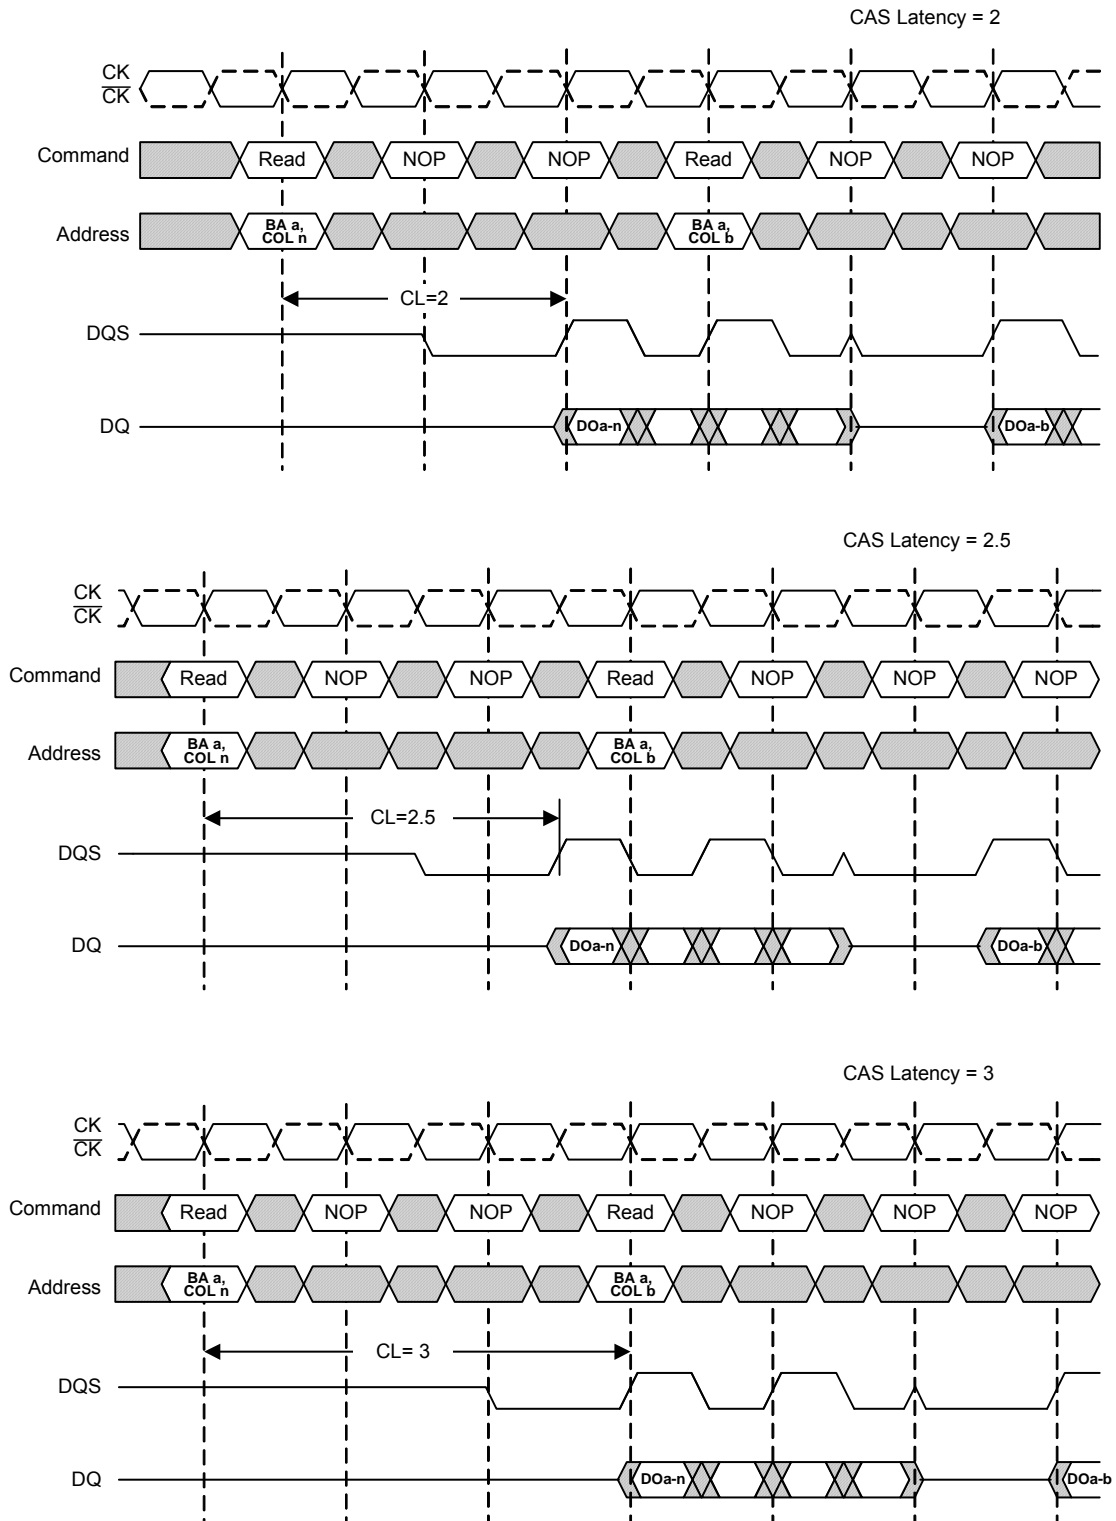 CAS Latency = 2
CK
CK
Command Read NOP NOP Read NOP NOP
Address BA a, COL n BA a, COL b
CL=2
DQS
DQ DOa-n DOa-b
CAS Latency = 2.5
CK
CK
Command Read NOP NOP Read NOP NOP NOP
Address BA a, COL n BA a, COL b
CL=2.5
DQS
DQ DOa-n DOa-b
CAS Latency = 3
CK
CK
Command Read NOP NOP Read NOP NOP NOP
Address BA a, COL n BA a, COL b
CL= 3
DQS
DQ DOa-n DOa-b